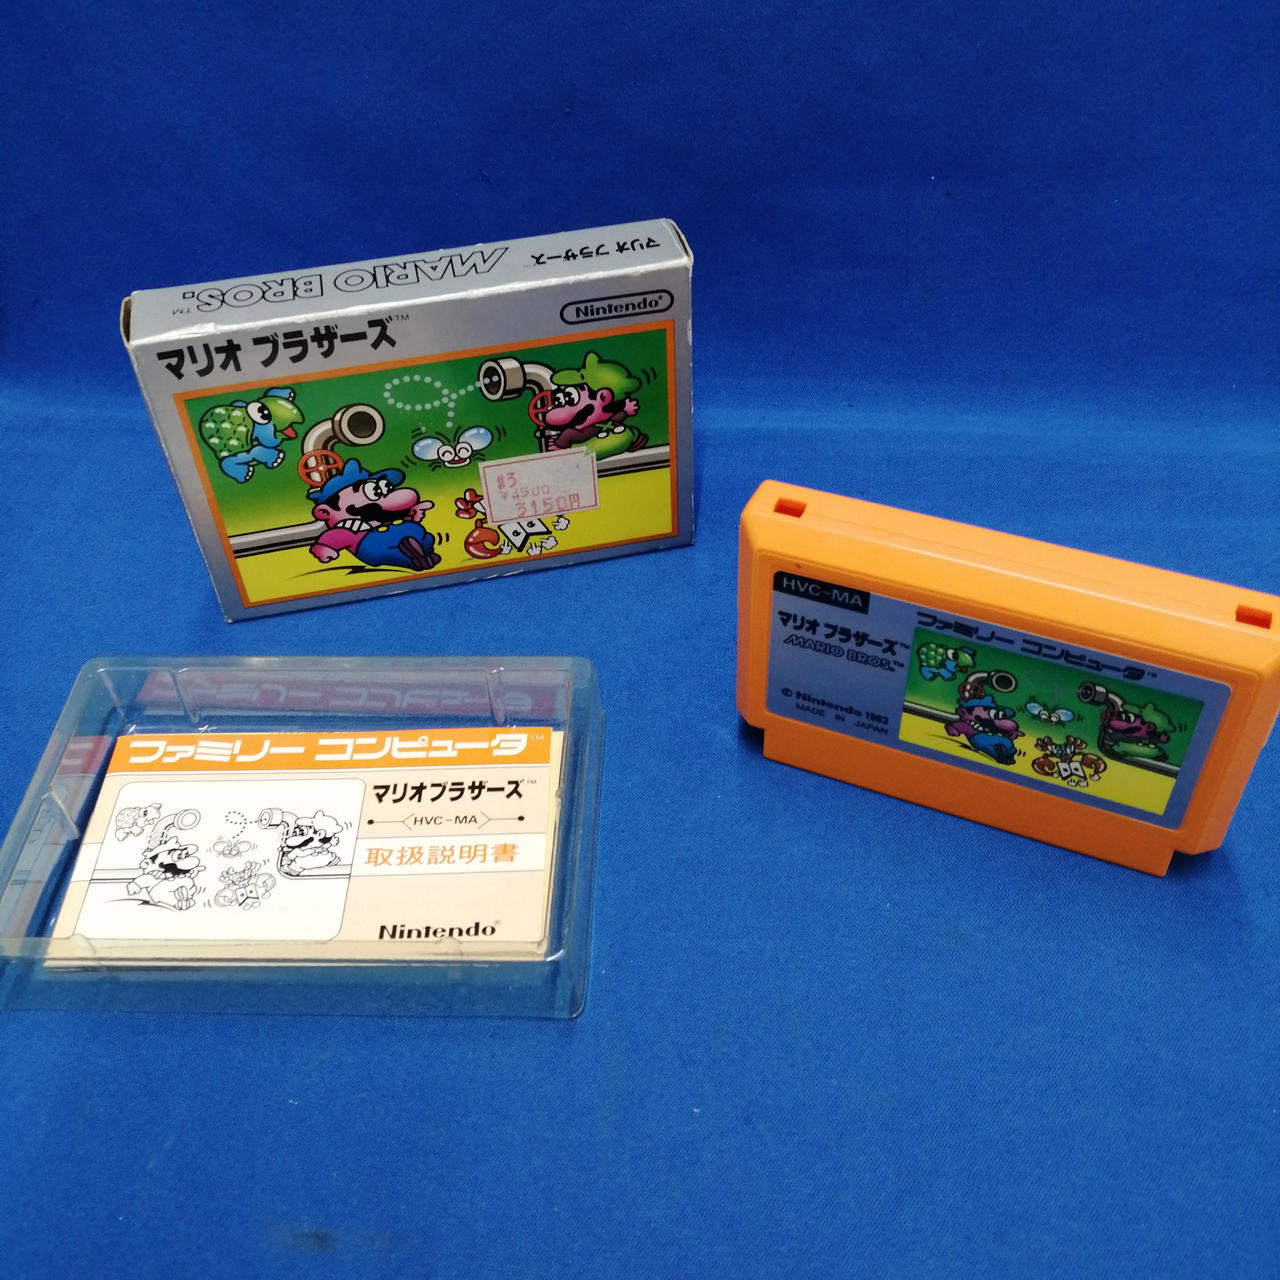 マリオ ブラザーズ
MARIO BROS.™
マリオ ブラザーズ™
Nintendo®
¥4500
3150円
HVC-MA
ファミリー コンピュータ™
マリオ ブラザーズ™
MARIO BROS.™
© Nintendo 1983
MADE IN JAPAN
ファミリー コンピュータ™
マリオブラザーズ™
HVC-MA
取扱説明書
Nintendo®